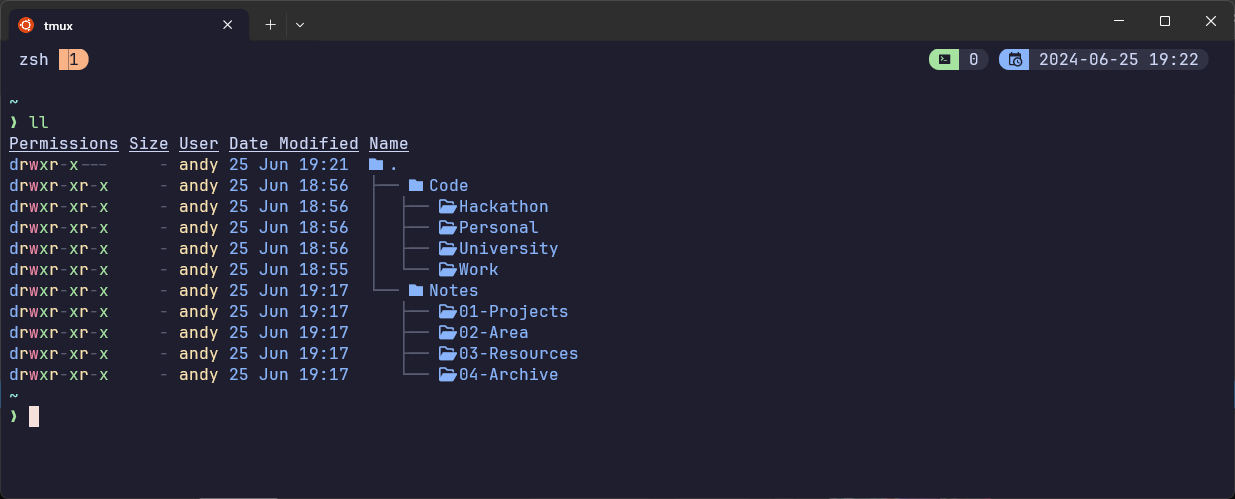 tmux
zsh 1 0 2024-06-25 19:22
~
❯ ll
Permissions Size User Date Modified Name
drwxr-x--- - andy 25 Jun 19:21 .
drwxr-xr-x - andy 25 Jun 18:56 ├── Code
drwxr-xr-x - andy 25 Jun 18:56 │ ├── Hackathon
drwxr-xr-x - andy 25 Jun 18:56 │ ├── Personal
drwxr-xr-x - andy 25 Jun 18:56 │ ├── University
drwxr-xr-x - andy 25 Jun 18:55 │ └── Work
drwxr-xr-x - andy 25 Jun 19:17 └── Notes
drwxr-xr-x - andy 25 Jun 19:17 ├── 01-Projects
drwxr-xr-x - andy 25 Jun 19:17 ├── 02-Area
drwxr-xr-x - andy 25 Jun 19:17 ├── 03-Resources
drwxr-xr-x - andy 25 Jun 19:17 └── 04-Archive
~
❯